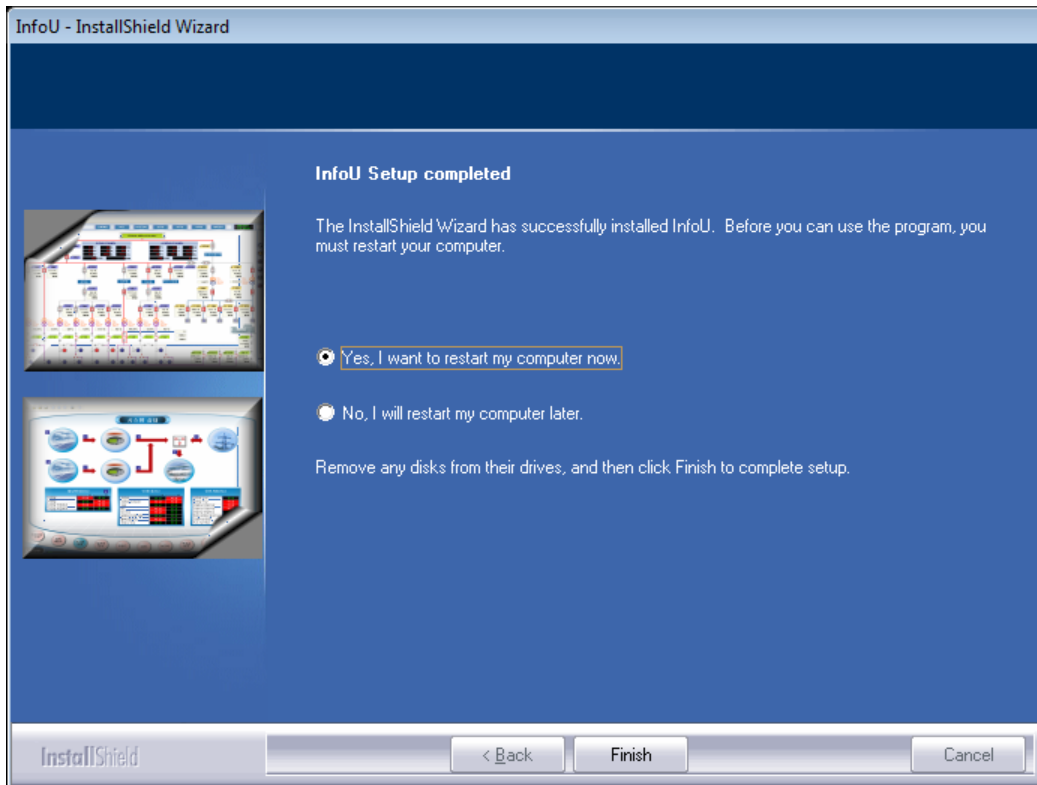 InfoU - InstallShield Wizard
InfoU Setup completed
The InstallShield Wizard has successfully installed InfoU.  Before you can use the program, you
must restart your computer.
Yes, I want to restart my computer now.
No, I will restart my computer later.
Remove any disks from their drives, and then click Finish to complete setup.
InstallShield
< Back
Finish
Cancel